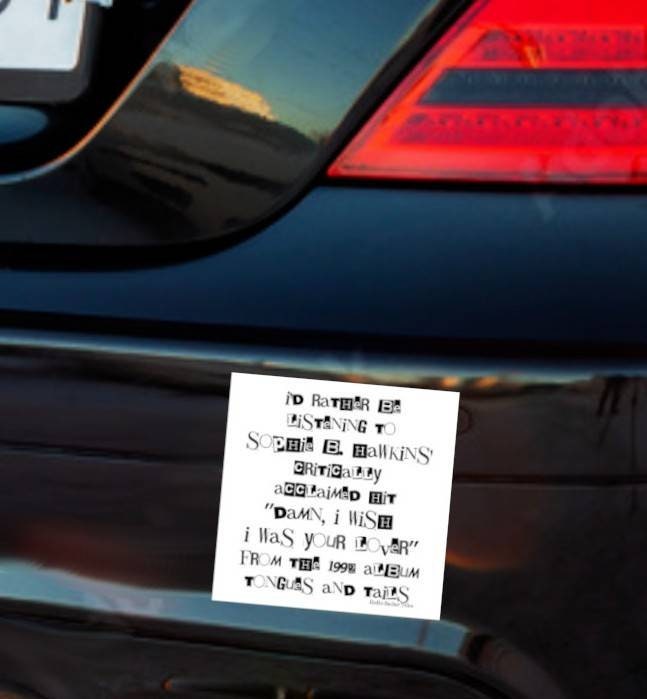 i'D RaTHeR Be
LiSTeNiNG TO
SOPHie B. HaWKiNS'
CRiTiCaLLy
aCCLaiMeD HiT
"DaMN, i WiSH
i WaS yOUR LOveR"
FROM THe 1992 aLBUM
TONGUeS aND TaiLS